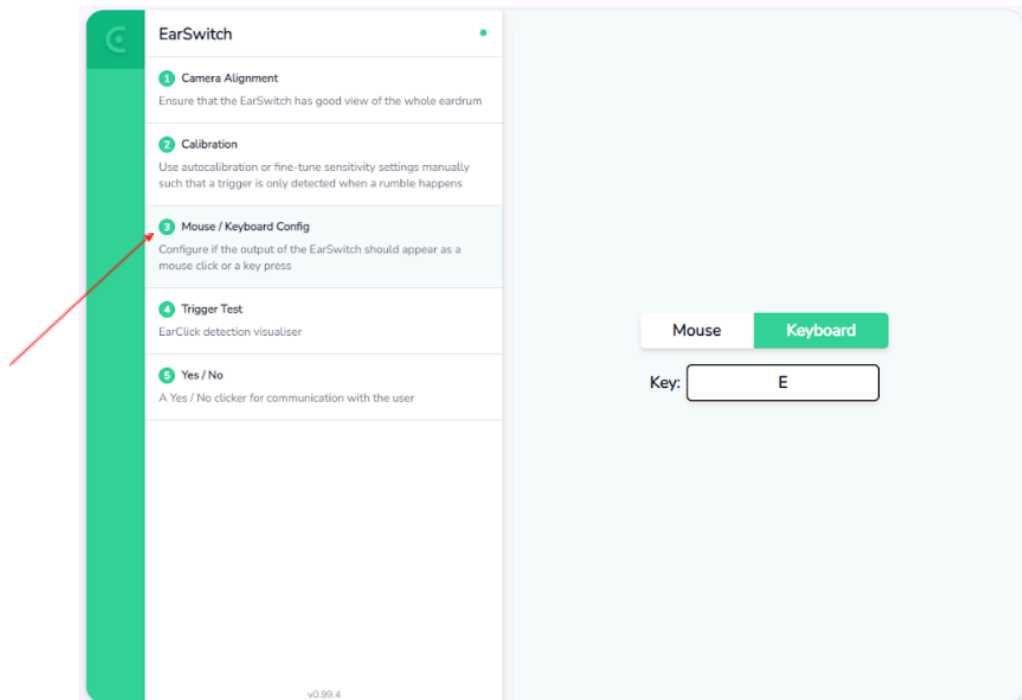 EarSwitch
1 Camera Alignment
Ensure that the EarSwitch has good view of the whole eardrum
2 Calibration
Use autocalibration or fine-tune sensitivity settings manually
such that a trigger is only detected when a rumble happens
3 Mouse / Keyboard Config
Configure if the output of the EarSwitch should appear as a
mouse click or a key press
4 Trigger Test
EarClick detection visualiser
5 Yes / No
A Yes / No clicker for communication with the user
v0.99.4
Mouse Keyboard
Key: E